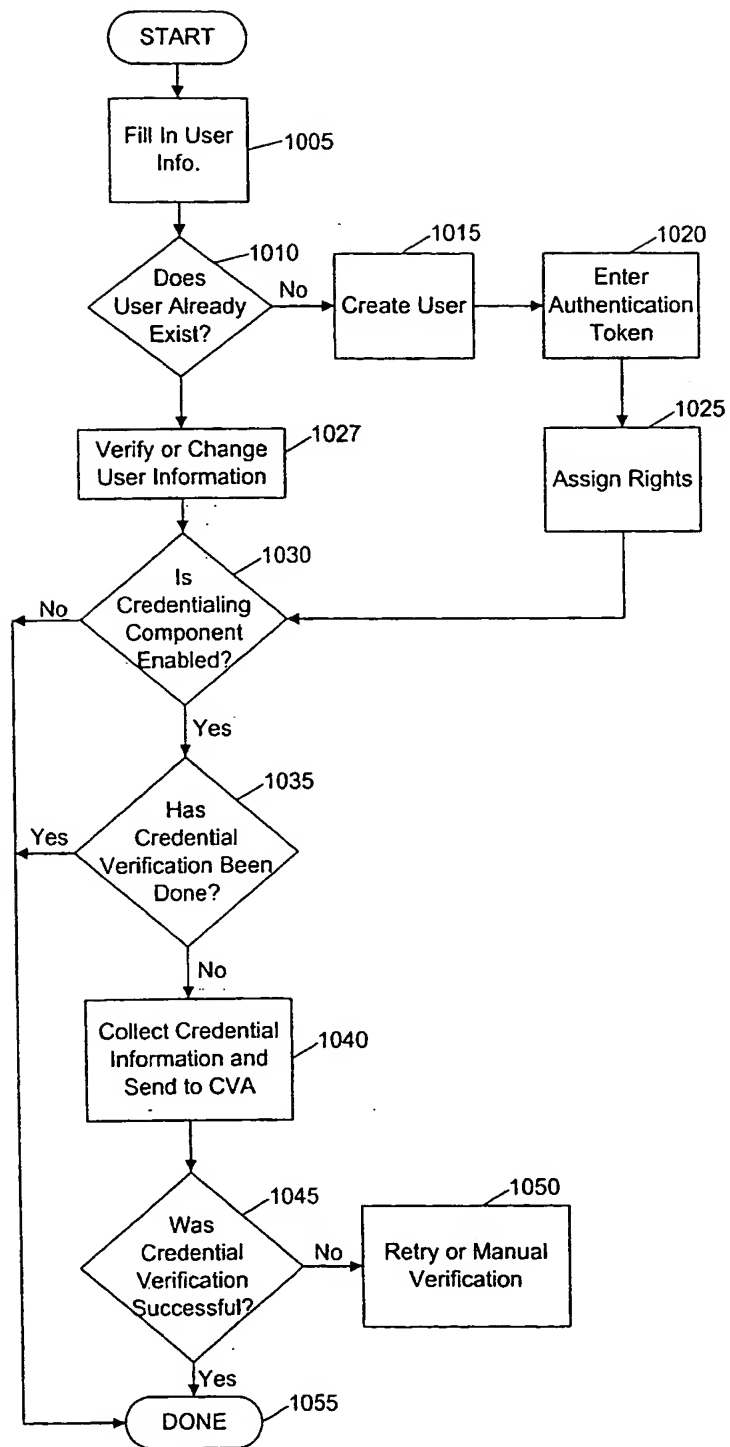 START
Fill In User
Info.
1005
1010
Does
User Already
Exist?
No
1015
Create User
1020
Enter
Authentication
Token
1025
Assign Rights
1027
Verify or Change
User Information
1030
Is
Credentialing
Component
Enabled?
No
Yes
1035
Has
Credential
Verification Been
Done?
Yes
No
Collect Credential
Information and
Send to CVA
1040
1045
Was
Credential
Verification
Successful?
No
1050
Retry or Manual
Verification
Yes
DONE
1055